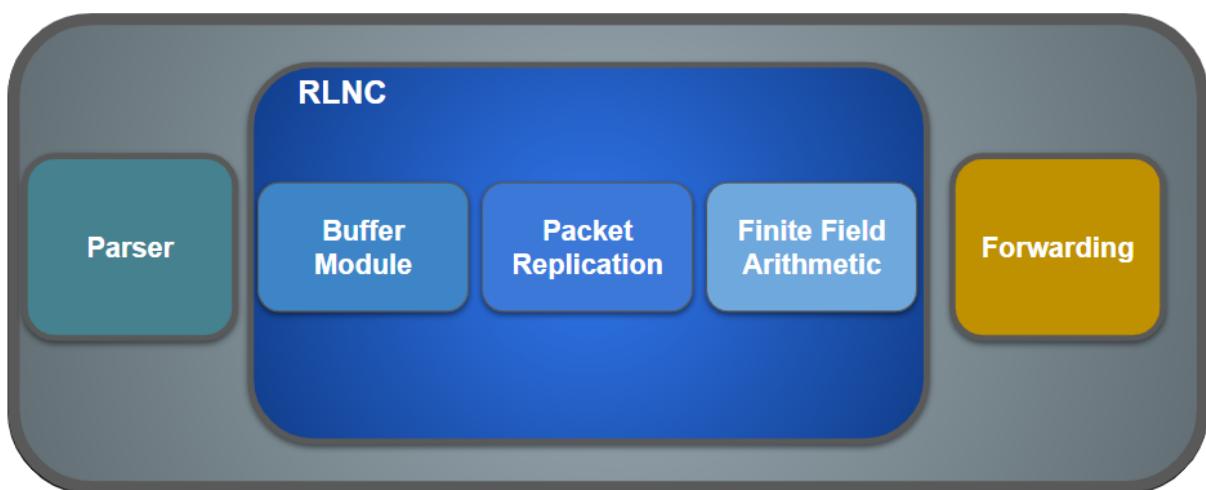 RLNC
Parser
Buffer
Module
Packet
Replication
Finite Field
Arithmetic
Forwarding